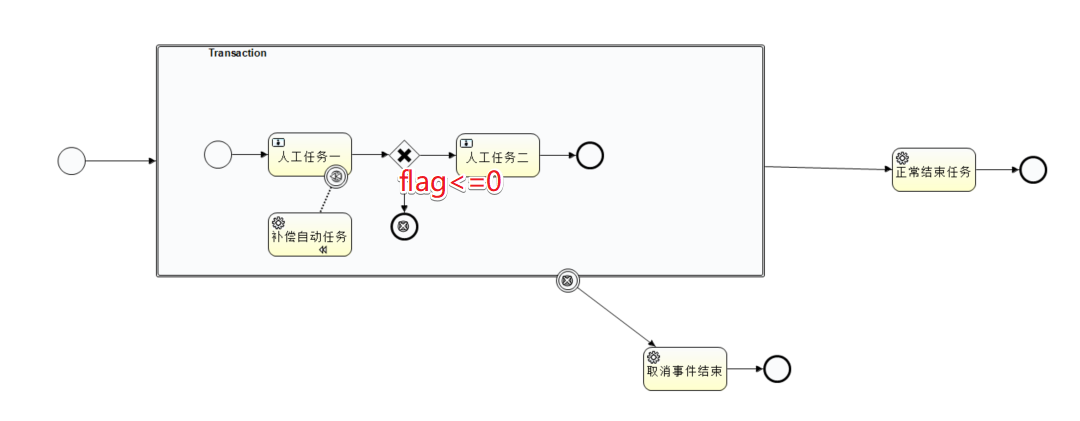 Transaction
人工任务一
人工任务二
flag<=0
正常结束任务
补偿自动任务
取消事件结束